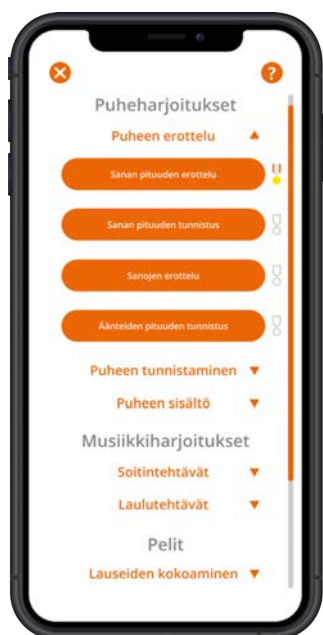 Puheharjoitukset
Puheen erottelu
Sanan pituuden erottelu
Sanan pituuden tunnistus
Sanojen erottelu
Äänteiden pituuden tunnistus
Puheen tunnistaminen
Puheen sisältö
Musiikkiharjoitukset
Soitintehtävät
Laulutehtävät
Pelit
Lauseiden kokoaminen